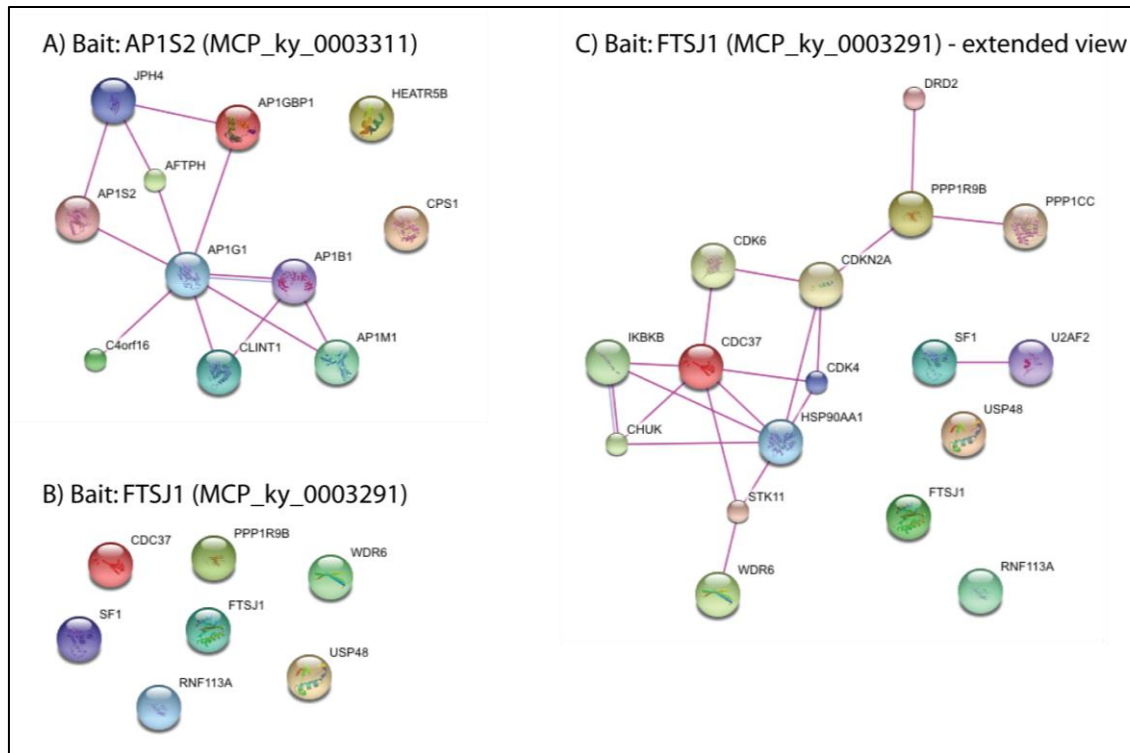 A) Bait: AP1S2 (MCP_ky_0003311)
JPH4
AP1GBP1
HEATR5B
AFTPH
AP1S2
CPS1
AP1G1
AP1B1
C4orf16
CLINT1
AP1M1
B) Bait: FTSJ1 (MCP_ky_0003291)
CDC37
PPP1R9B
WDR6
SF1
FTSJ1
USP48
RNF113A
C) Bait: FTSJ1 (MCP_ky_0003291) - extended view
DRD2
PPP1R9B
PPP1CC
CDK6
CDKN2A
IKBKB
CDC37
SF1
U2AF2
CDK4
USP48
HSP90AA1
CHUK
FTSJ1
STK11
WDR6
RNF113A